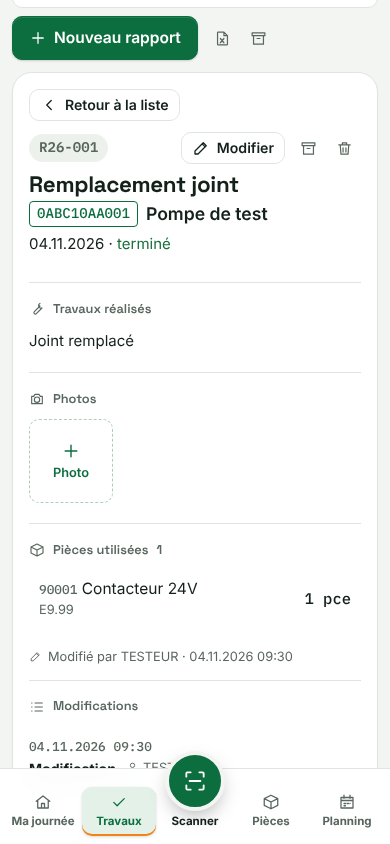 Nouveau rapport
Retour à la liste
R26-001
Modifier
Remplacement joint
0ABC10AA001 Pompe de test
04.11.2026 · terminé
Travaux réalisés
Joint remplacé
Photos
Photo
Pièces utilisées 1
90001 Contacteur 24V
E9.99
1 pce
Modifié par TESTEUR · 04.11.2026 09:30
Modifications
04.11.2026 09:30
Modification
Ma journée
Travaux
Scanner
Pièces
Planning